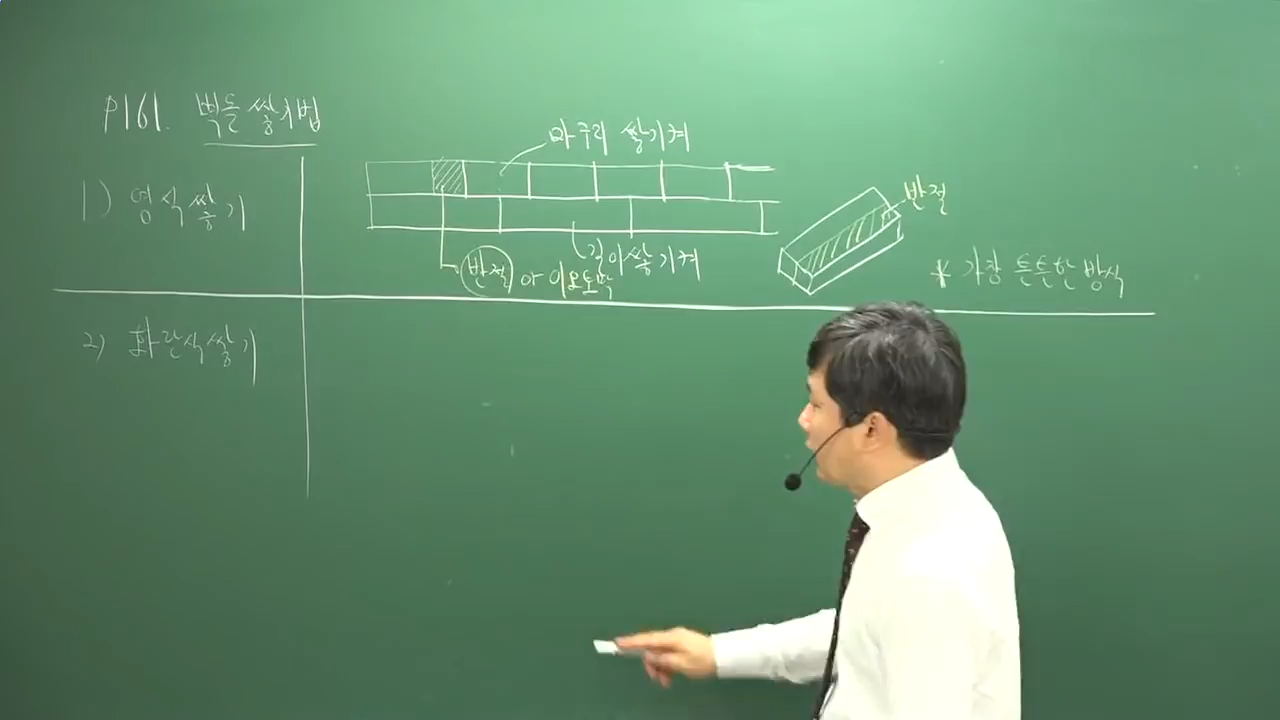 P161. 벽돌 쌓기법
1) 영식쌓기
마구리 쌓기켜
길이쌓기켜
반절 or 이오토막
반절
* 가장 튼튼한 방식
2) 화란식쌓기